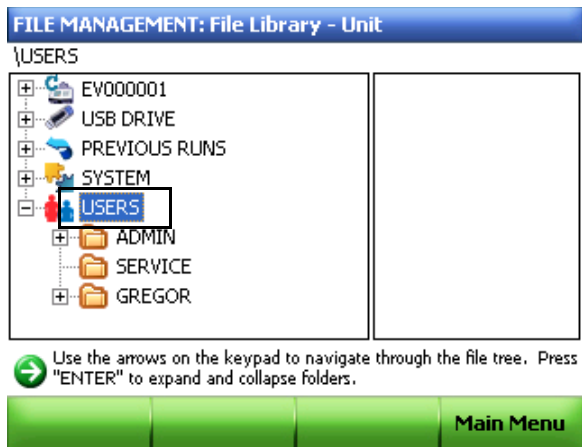 FILE MANAGEMENT: File Library - Unit
\USERS
EV000001
USB DRIVE
PREVIOUS RUNS
SYSTEM
USERS
ADMIN
SERVICE
GREGOR
Use the arrows on the keypad to navigate through the file tree. Press
"ENTER" to expand and collapse folders.
Main Menu